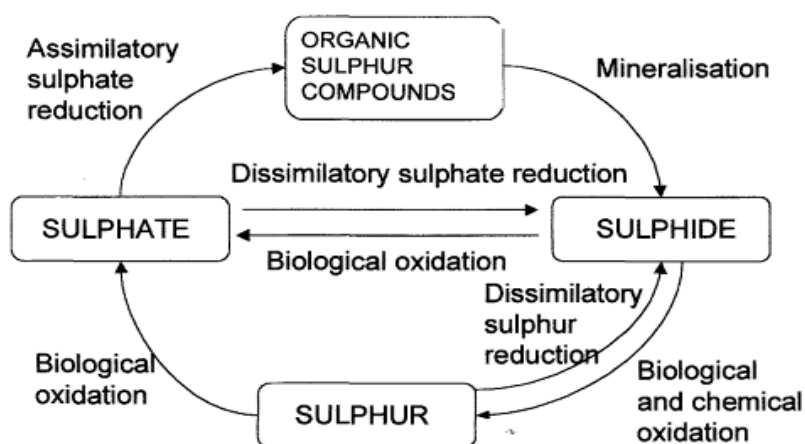 Assimilatory
sulphate
reduction
ORGANIC
SULPHUR
COMPOUNDS
Mineralisation
Dissimilatory sulphate reduction
SULPHATE
SULPHIDE
Biological oxidation
Dissimilatory
sulphur
reduction
Biological
oxidation
SULPHUR
Biological
and chemical
oxidation